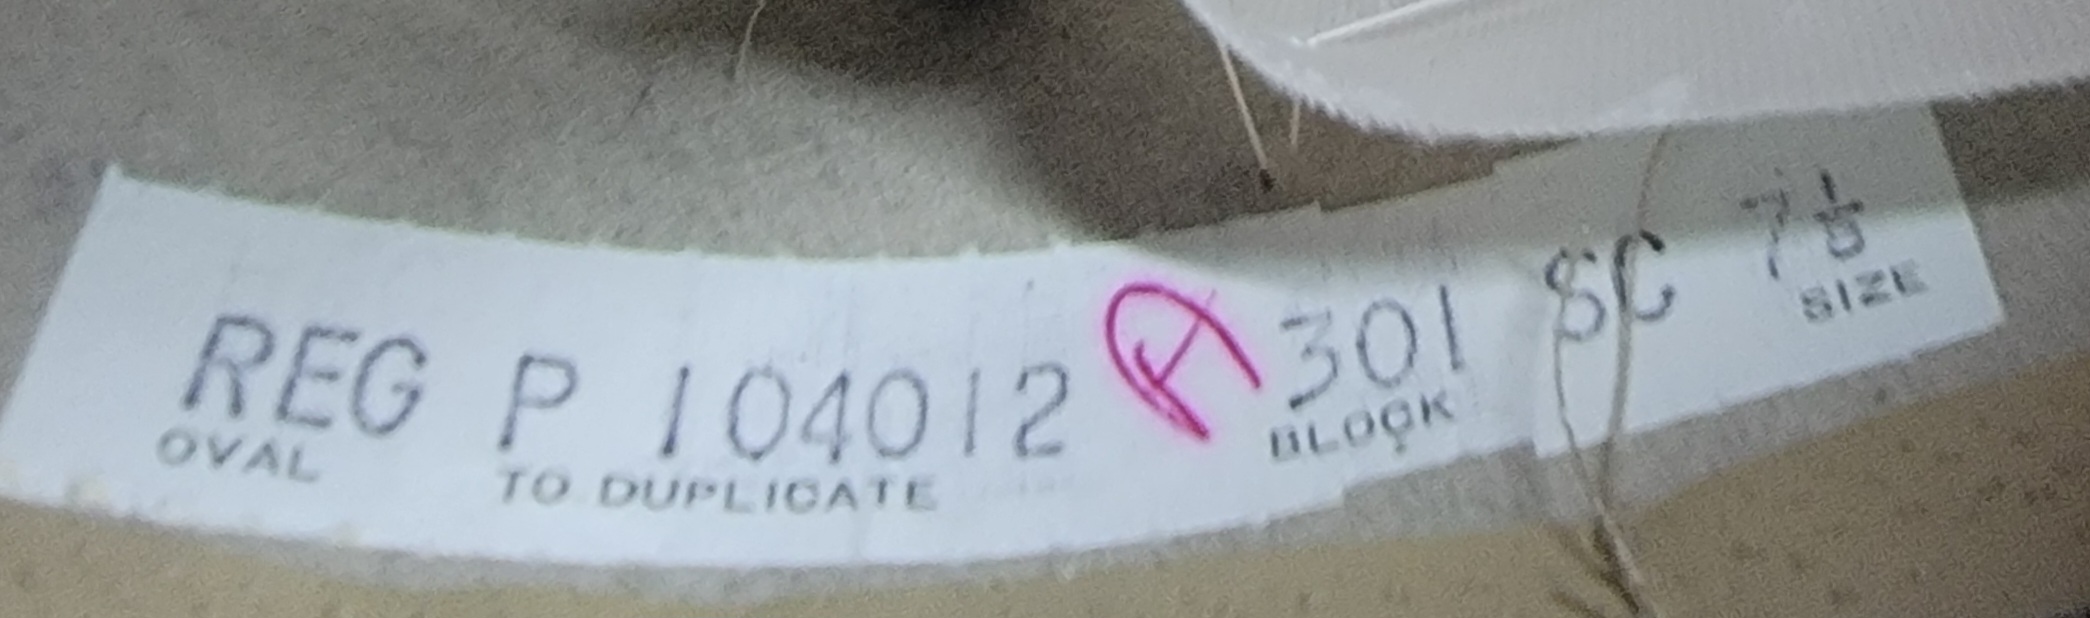 REG P 104012 A 301 SC 7 1/8
OVAL TO DUPLICATE BLOCK SIZE